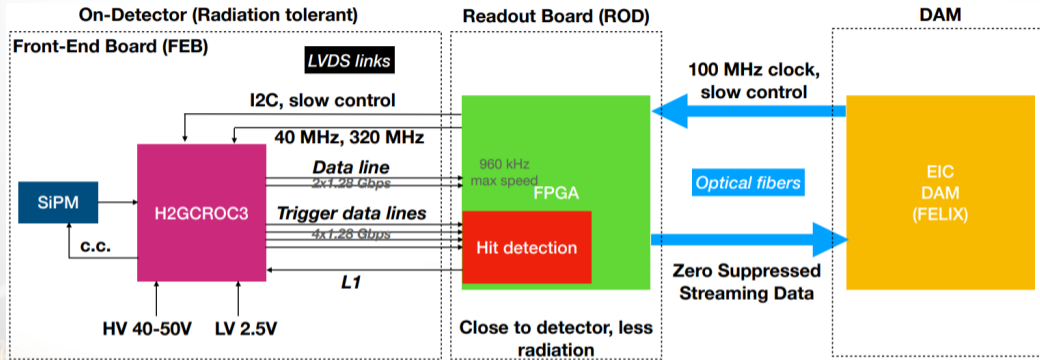 On-Detector (Radiation tolerant)
Readout Board (ROD)
DAM
Front-End Board (FEB)
LVDS links
I2C, slow control
40 MHz, 320 MHz
Data line
2x1.28 Gbps
SiPM
H2GCROC3
c.c.
Trigger data lines
4x1.28 Gbps
L1
HV 40-50V
LV 2.5V
960 kHz
max speed
FPGA
Hit detection
Close to detector, less
radiation
100 MHz clock,
slow control
Optical fibers
Zero Suppressed
Streaming Data
EIC
DAM
(FELIX)